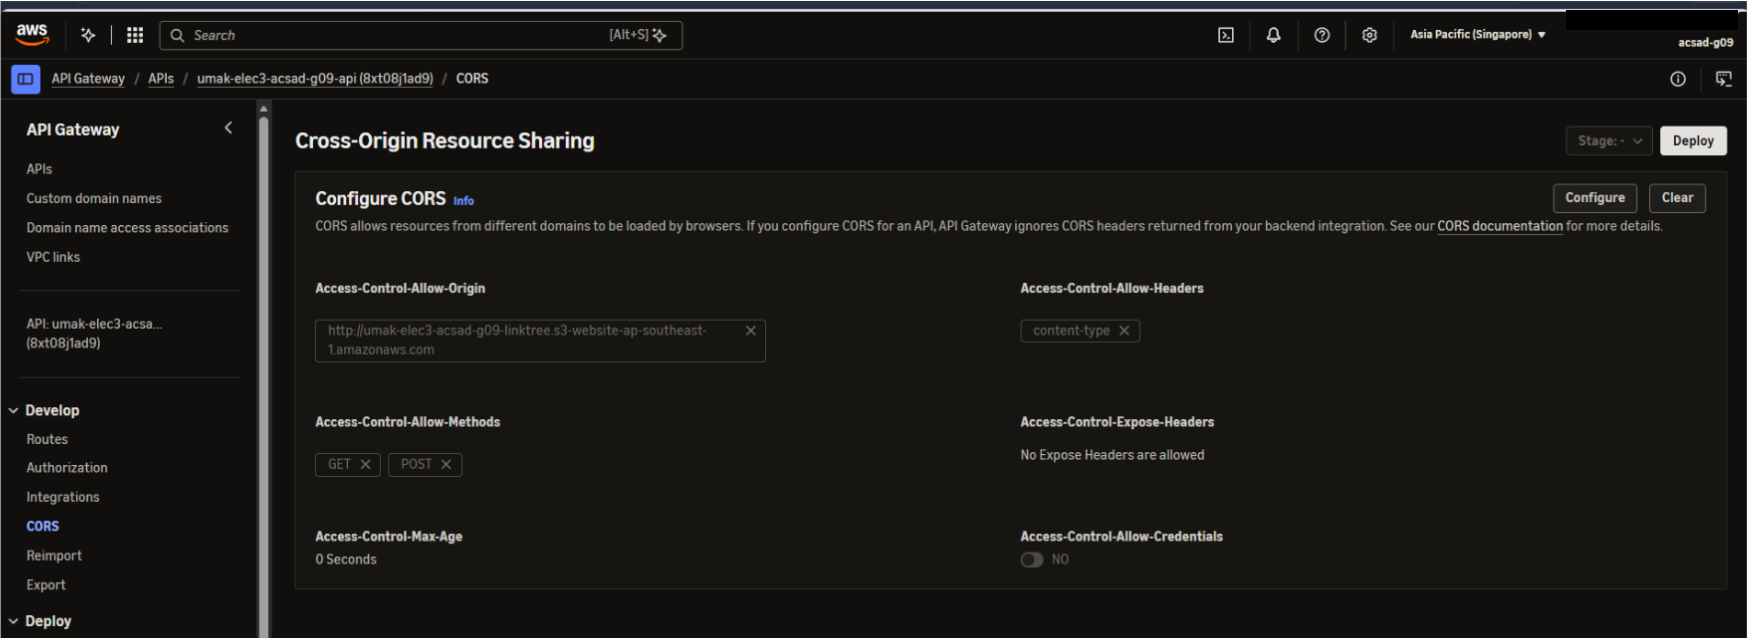 aws
Search
[Alt+S]
Asia Pacific (Singapore)
acsad-g09
API Gateway / APIs / umak-elec3-acsad-g09-api (8xt08j1ad9) / CORS
API Gateway
APIs
Custom domain names
Domain name access associations
VPC links
API: umak-elec3-acsa...
(8xt08j1ad9)
Develop
Routes
Authorization
Integrations
CORS
Reimport
Export
Deploy
Cross-Origin Resource Sharing
Stage: -
Deploy
Configure CORS Info
Configure
Clear
CORS allows resources from different domains to be loaded by browsers. If you configure CORS for an API, API Gateway ignores CORS headers returned from your backend integration. See our CORS documentation for more details.
Access-Control-Allow-Origin
http://umak-elec3-acsad-g09-linktree.s3-website-ap-southeast-
1.amazonaws.com
Access-Control-Allow-Headers
content-type
Access-Control-Allow-Methods
GET POST
Access-Control-Expose-Headers
No Expose Headers are allowed
Access-Control-Max-Age
0 Seconds
Access-Control-Allow-Credentials
NO